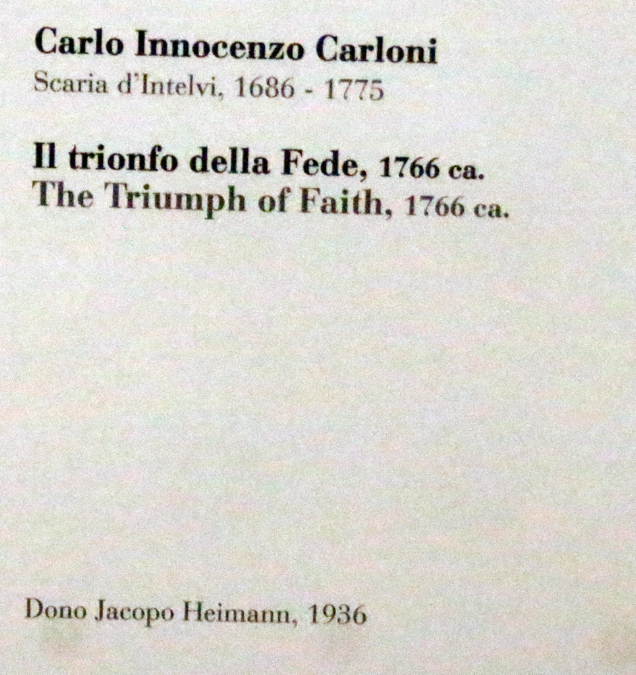 Carlo Innocenzo Carloni
Scaria d'Intelvi, 1686 - 1775
Il trionfo della Fede, 1766 ca.
The Triumph of Faith, 1766 ca.
Dono Jacopo Heimann, 1936